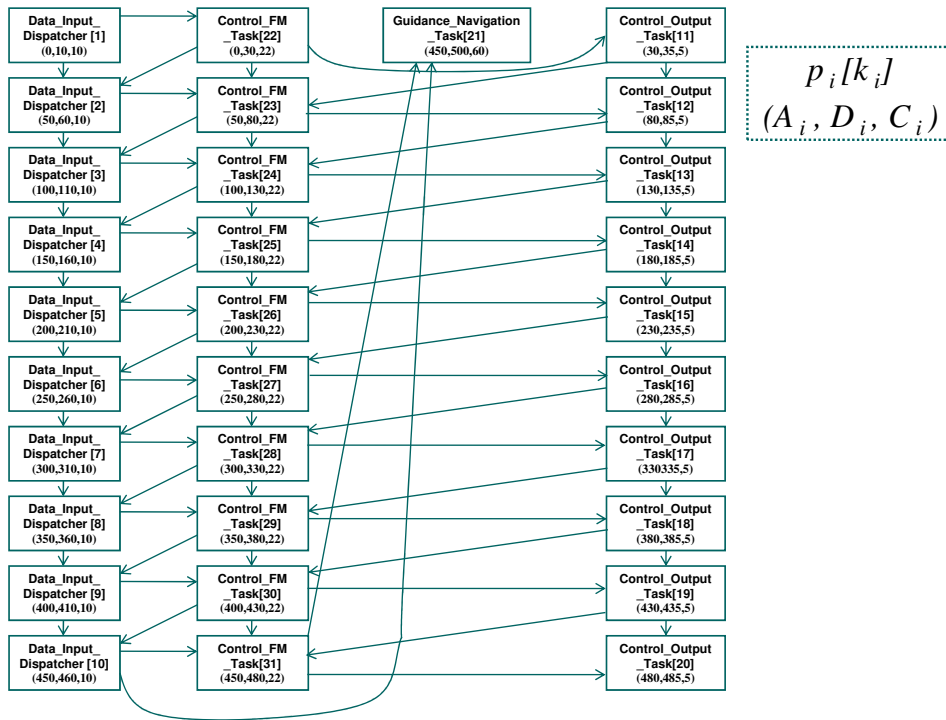 Data_Input_
Dispatcher [1]
(0,10,10)
Control_FM
_Task[22]
(0,30,22)
Guidance_Navigation
_Task[21]
(450,500,60)
Control_Output
_Task[11]
(30,35,5)
p i [k i ]
(A i , D i , C i )
Data_Input_
Dispatcher [2]
(50,60,10)
Control_FM
_Task[23]
(50,80,22)
Control_Output
_Task[12]
(80,85,5)
Data_Input_
Dispatcher [3]
(100,110,10)
Control_FM
_Task[24]
(100,130,22)
Control_Output
_Task[13]
(130,135,5)
Data_Input_
Dispatcher [4]
(150,160,10)
Control_FM
_Task[25]
(150,180,22)
Control_Output
_Task[14]
(180,185,5)
Data_Input_
Dispatcher [5]
(200,210,10)
Control_FM
_Task[26]
(200,230,22)
Control_Output
_Task[15]
(230,235,5)
Data_Input_
Dispatcher [6]
(250,260,10)
Control_FM
_Task[27]
(250,280,22)
Control_Output
_Task[16]
(280,285,5)
Data_Input_
Dispatcher [7]
(300,310,10)
Control_FM
_Task[28]
(300,330,22)
Control_Output
_Task[17]
(330335,5)
Data_Input_
Dispatcher [8]
(350,360,10)
Control_FM
_Task[29]
(350,380,22)
Control_Output
_Task[18]
(380,385,5)
Data_Input_
Dispatcher [9]
(400,410,10)
Control_FM
_Task[30]
(400,430,22)
Control_Output
_Task[19]
(430,435,5)
Data_Input_
Dispatcher [10]
(450,460,10)
Control_FM
_Task[31]
(450,480,22)
Control_Output
_Task[20]
(480,485,5)